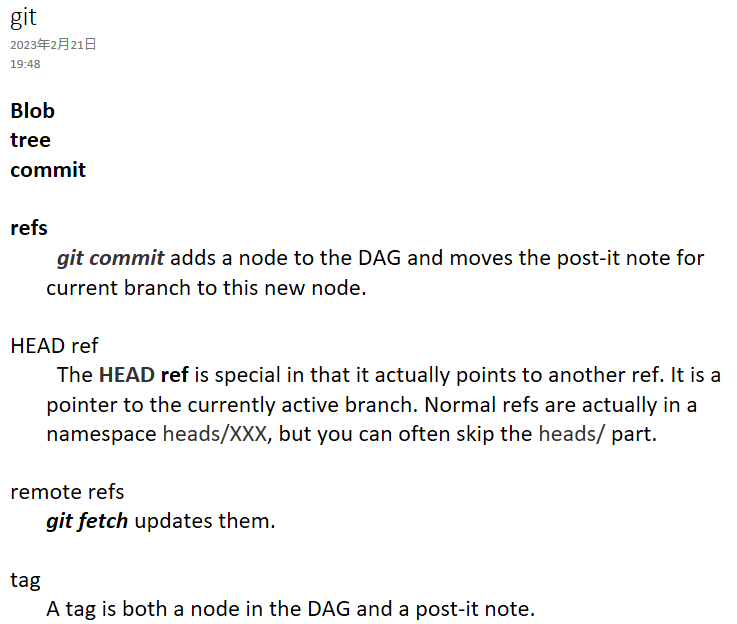 git
2023年2月21日
19:48
Blob
tree
commit
refs
git commit adds a node to the DAG and moves the post-it note for
current branch to this new node.
HEAD ref
The HEAD ref is special in that it actually points to another ref. It is a
pointer to the currently active branch. Normal refs are actually in a
namespace heads/XXX, but you can often skip the heads/ part.
remote refs
git fetch updates them.
tag
A tag is both a node in the DAG and a post-it note.